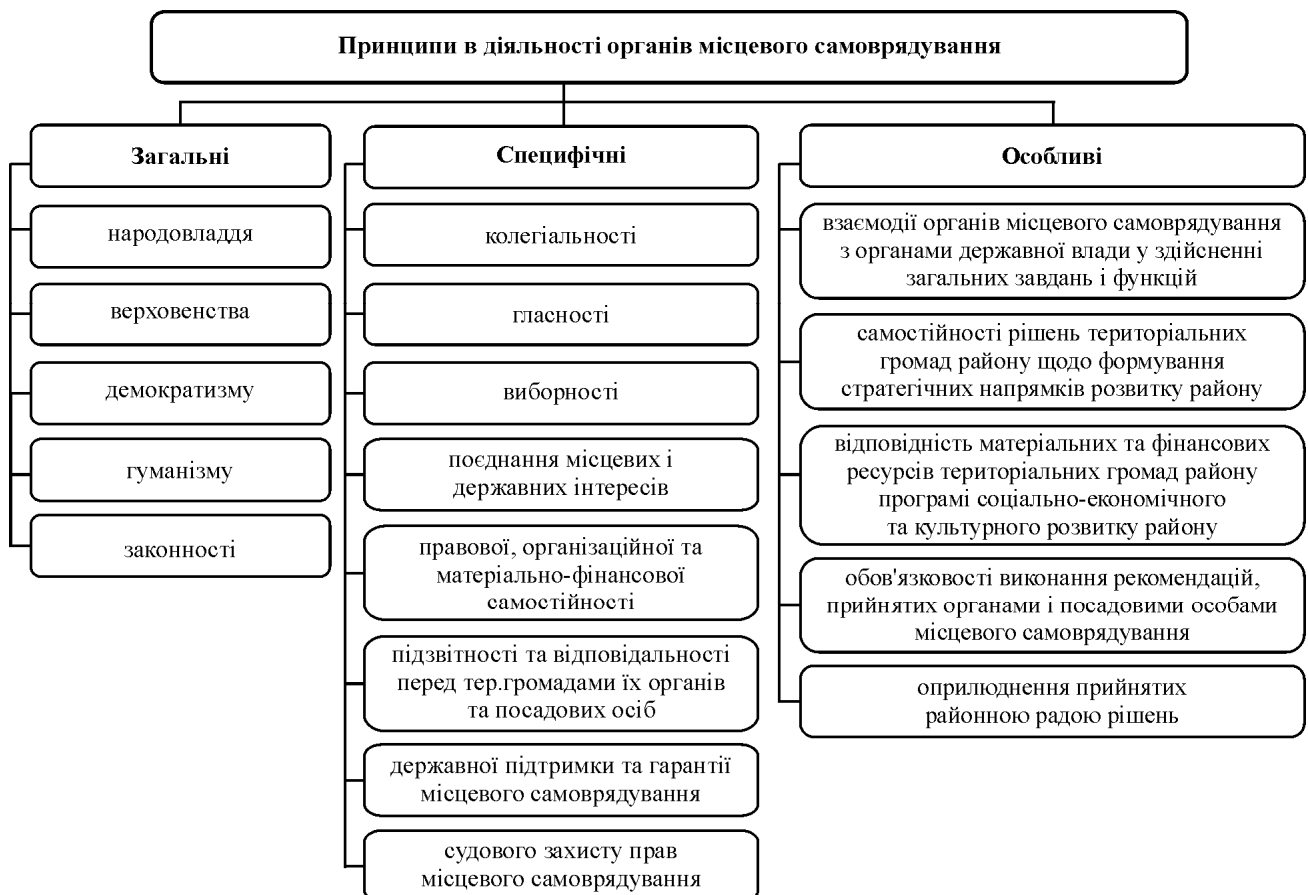 Принципи в діяльності органів місцевого самоврядування
Загальні
народовладдя
верховенства
демократизму
гуманізму
законності
Специфічні
колегіальності
гласності
виборності
поєднання місцевих і
державних інтересів
правової, організаційної та
матеріально-фінансової
самостійності
підзвітності та відповідальності
перед тер.громадами їх органів
та посадових осіб
державної підтримки та гарантії
місцевого самоврядування
судового захисту прав
місцевого самоврядування
Особливі
взаємодії органів місцевого самоврядування
з органами державної влади у здійсненні
загальних завдань і функцій
самостійності рішень територіальних
громад району щодо формування
стратегічних напрямків розвитку району
відповідність матеріальних та фінансових
ресурсів територіальних громад району
програмі соціально-економічного
та культурного розвитку району
обов'язковості виконання рекомендацій,
прийнятих органами і посадовими особами
місцевого самоврядування
оприлюднення прийнятих
районною радою рішень